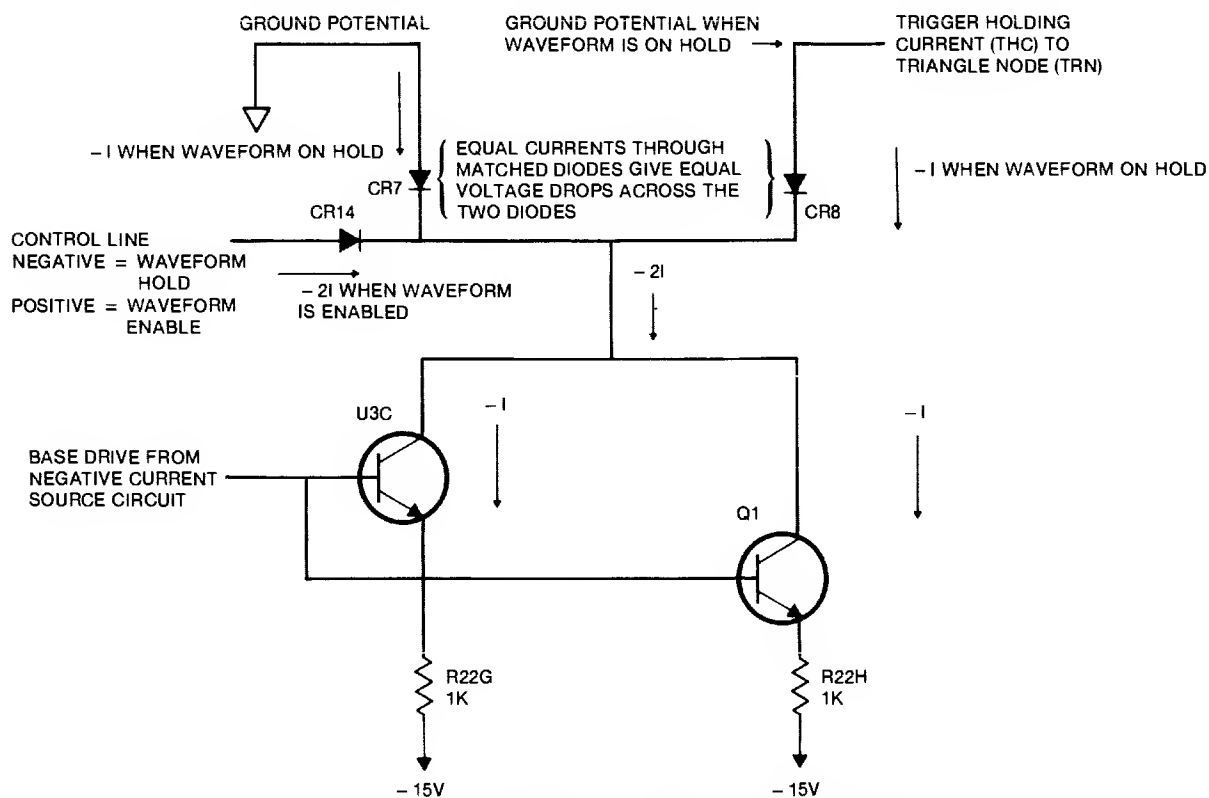 GROUND POTENTIAL
GROUND POTENTIAL WHEN
WAVEFORM IS ON HOLD
TRIGGER HOLDING
CURRENT (THC) TO
TRIANGLE NODE (TRN)
– I WHEN WAVEFORM ON HOLD
CR7
EQUAL CURRENTS THROUGH
MATCHED DIODES GIVE EQUAL
VOLTAGE DROPS ACROSS THE
TWO DIODES
CR8
– I WHEN WAVEFORM ON HOLD
CR14
CONTROL LINE
NEGATIVE = WAVEFORM
HOLD
POSITIVE = WAVEFORM
ENABLE
– 2I WHEN WAVEFORM
IS ENABLED
– 2I
U3C
– I
– I
BASE DRIVE FROM
NEGATIVE CURRENT
SOURCE CIRCUIT
Q1
R22G
1K
R22H
1K
– 15V
– 15V